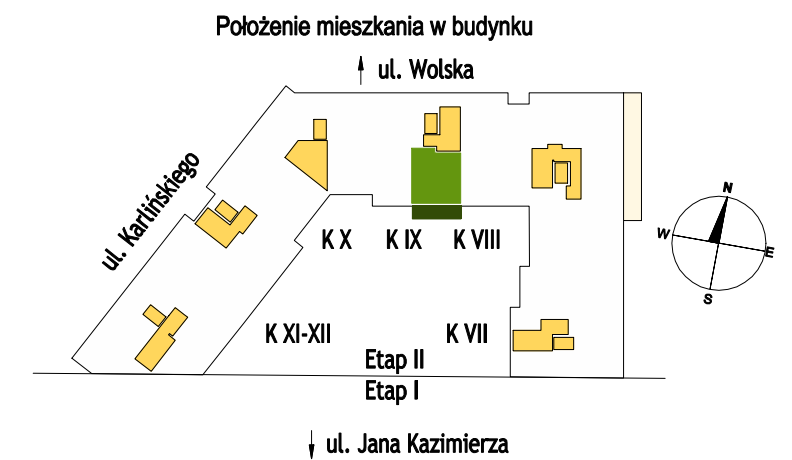 Położenie mieszkania w budynku
ul. Wolska
ul. Karlińskiego
N
W
E
S
K X
K IX
K VIII
K XI-XII
K VII
Etap II
Etap I
ul. Jana Kazimierza